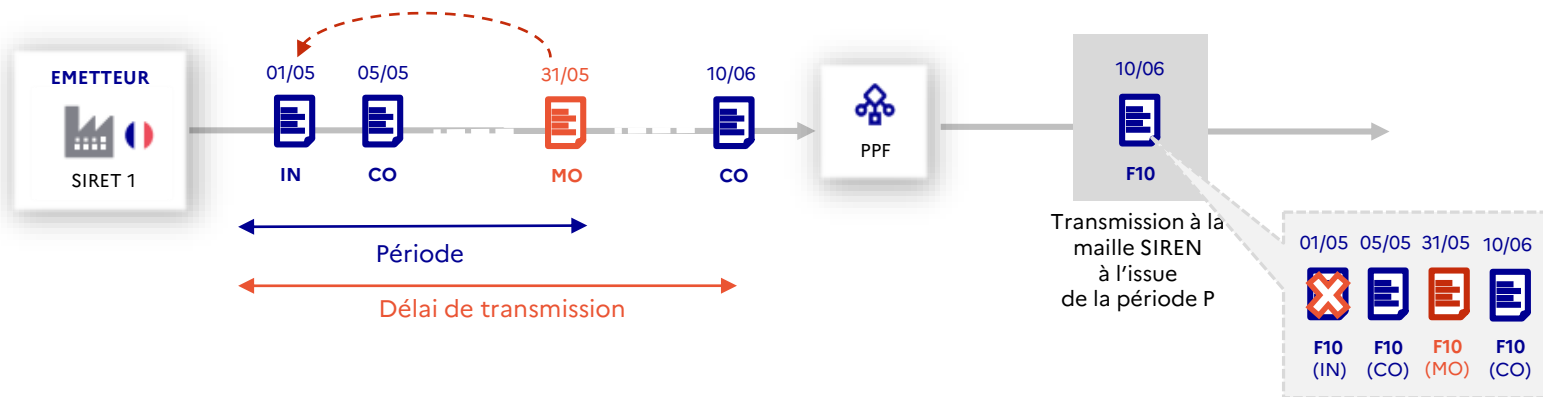 EMETTEUR
SIRET 1
01/05
05/05
31/05
10/06
IN
CO
MO
CO
Période
Délai de transmission
PPF
10/06
F10
Transmission à la
maille SIREN
à l'issue
de la période P
01/05 05/05 31/05 10/06
F10 F10 F10 F10
(IN) (CO) (MO) (CO)